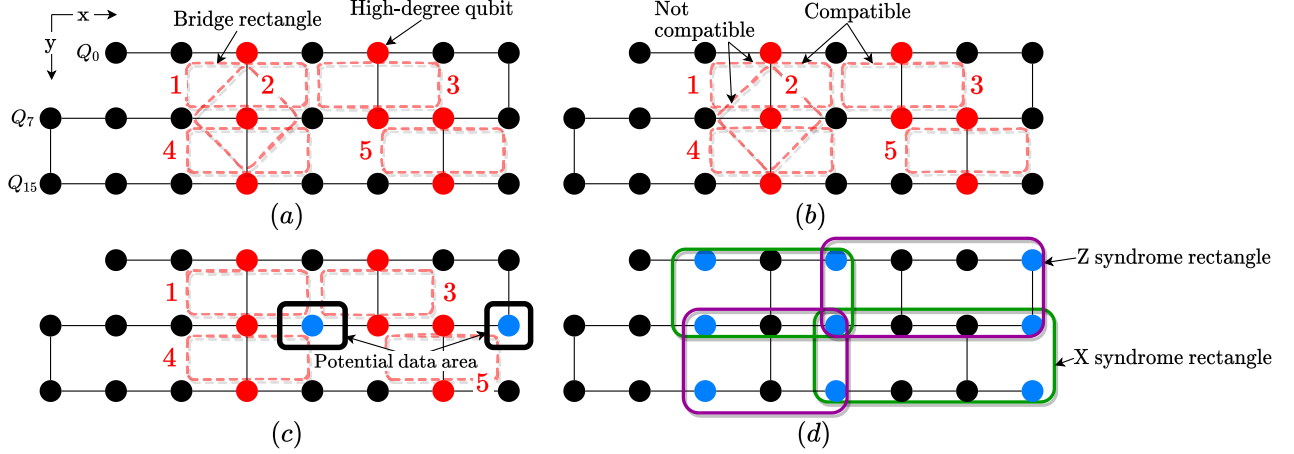 x
y
Bridge rectangle
High-degree qubit
Q₀
1
2
3
Q₇
4
5
Q₁₅
(a)
Not
compatible
Compatible
1
2
3
4
5
(b)
1
3
4
Potential data area
5
(c)
Z syndrome rectangle
X syndrome rectangle
(d)